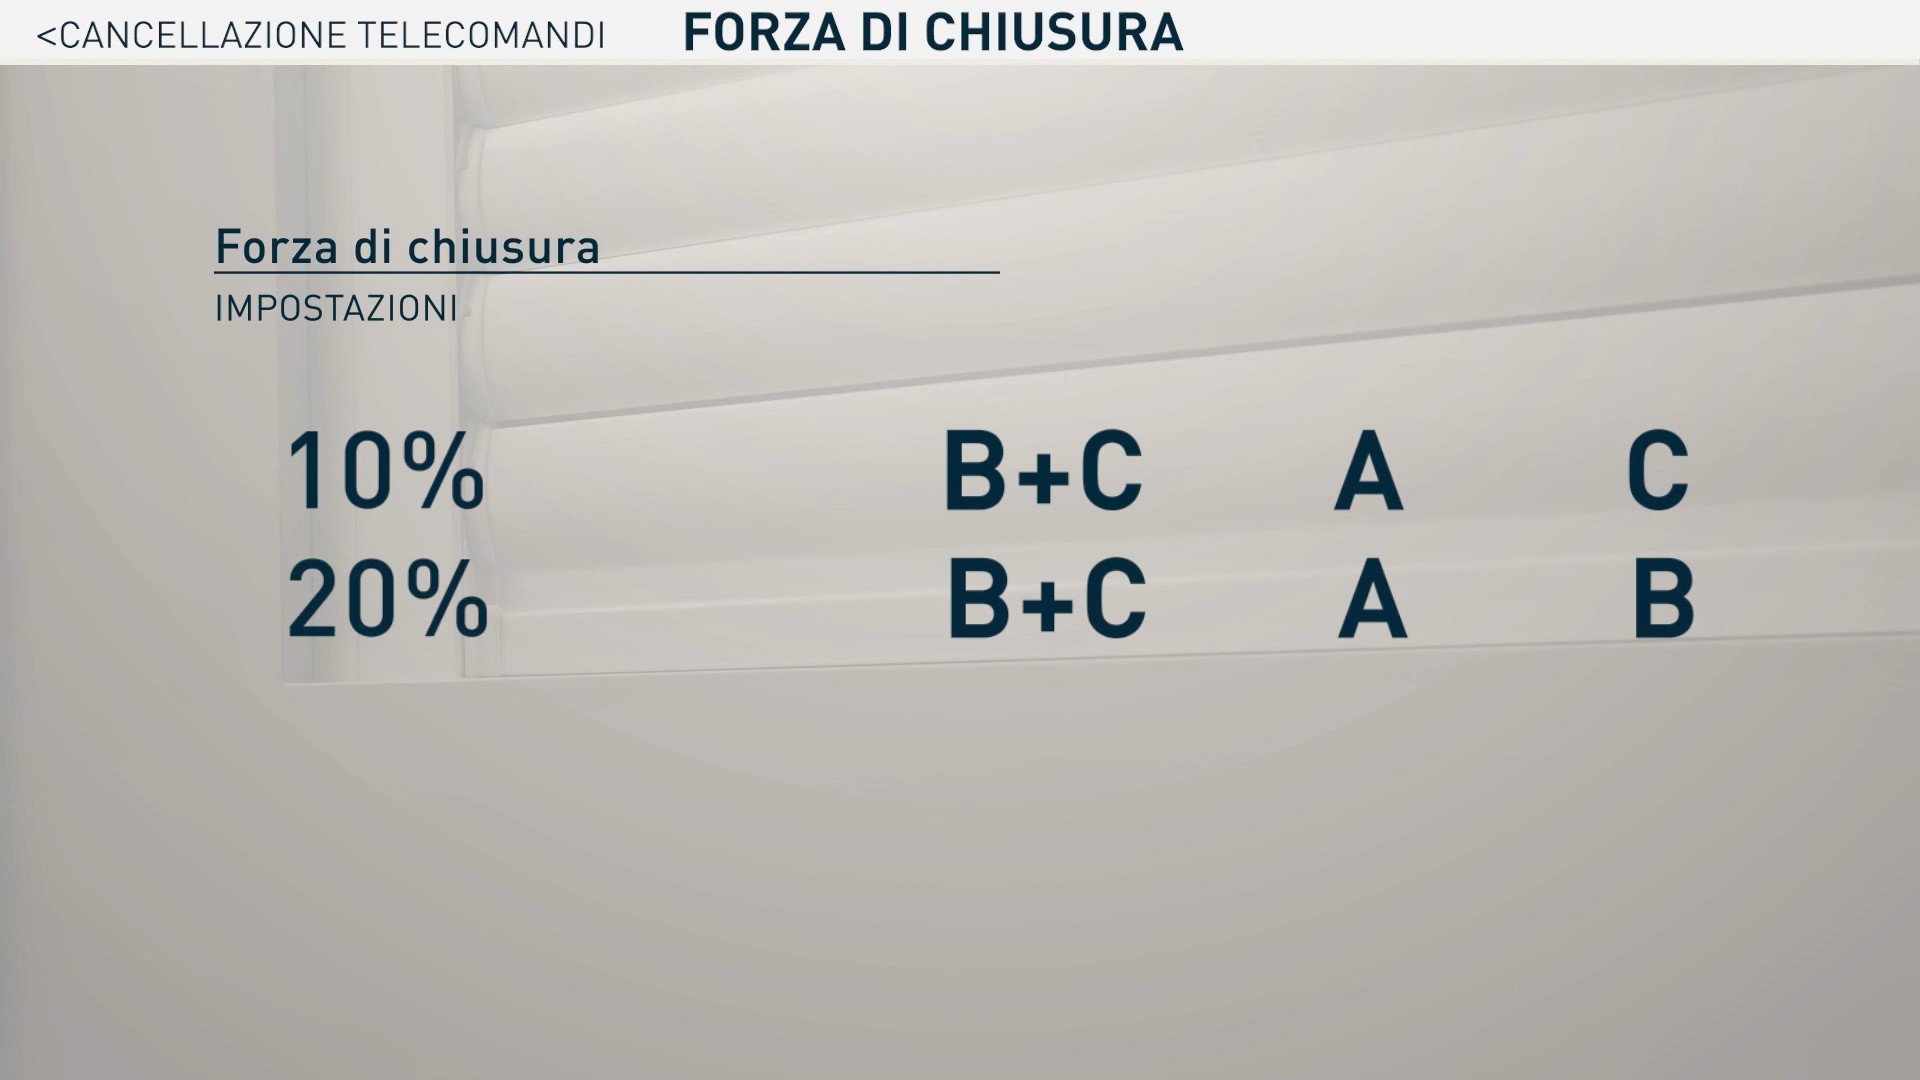 <CANCELLAZIONE TELECOMANDI FORZA DI CHIUSURA
Forza di chiusura
IMPOSTAZIONI
10% B+C A C
20% B+C A B